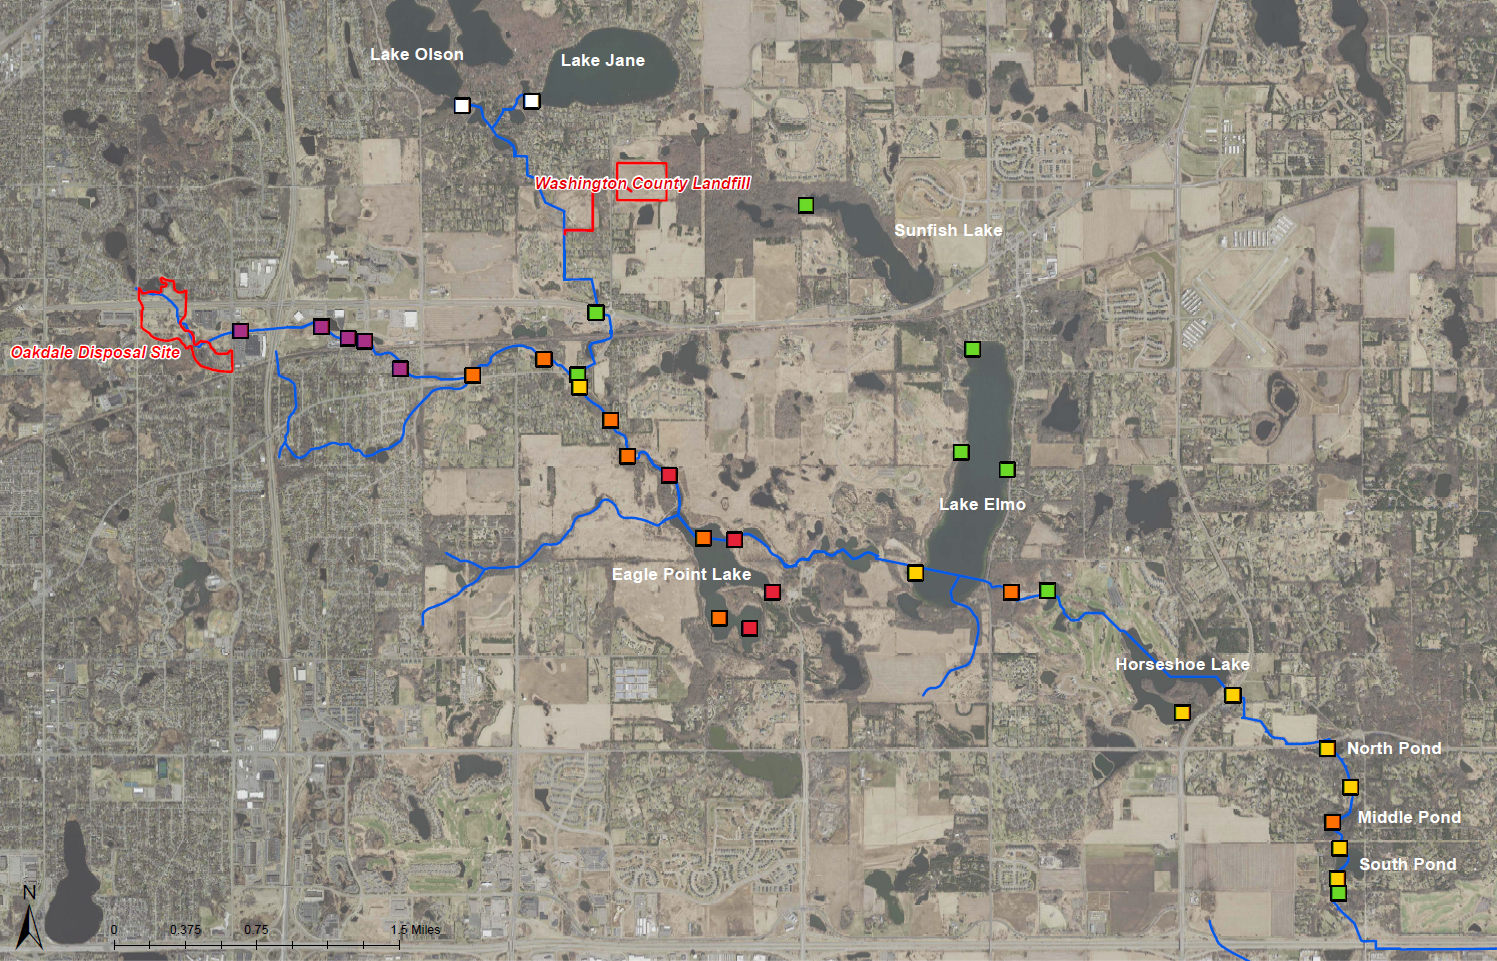 Lake Olson
Lake Jane
Washington County Landfill
Sunfish Lake
Oakdale Disposal Site
Lake Elmo
Eagle Point Lake
Horseshoe Lake
North Pond
Middle Pond
South Pond
N
0 0.375 0.75 1.5 Miles